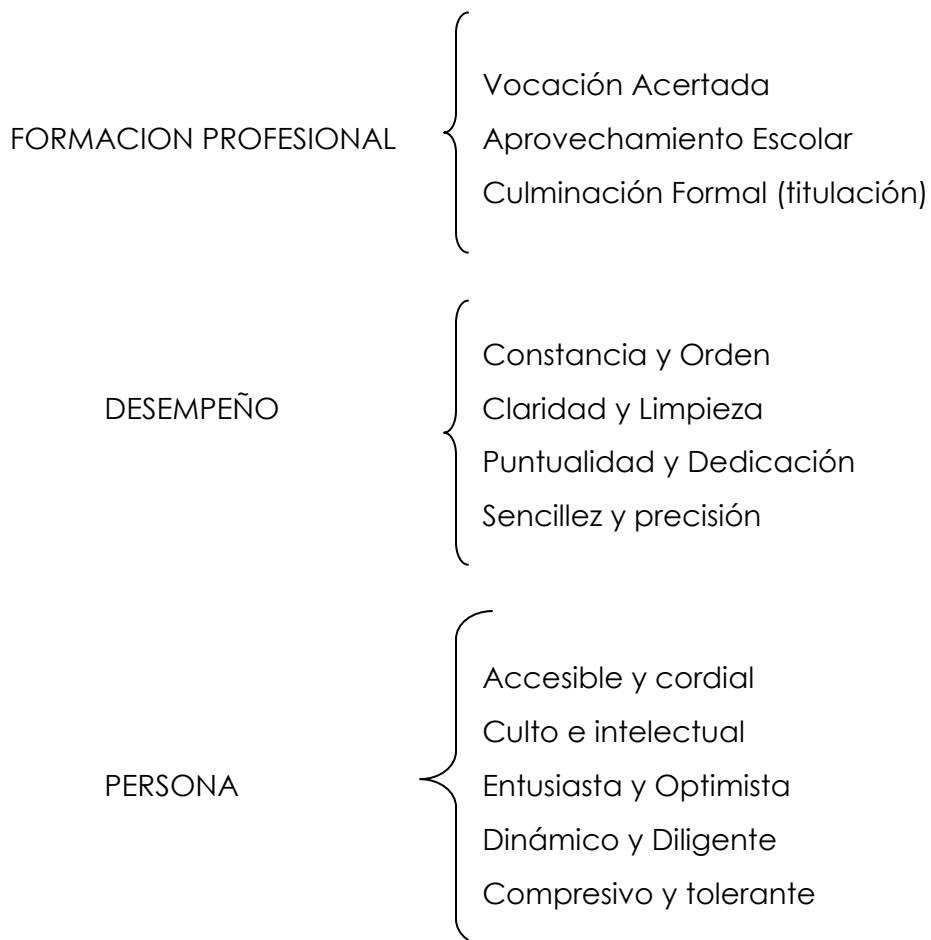 FORMACION PROFESIONAL
Vocación Acertada
Aprovechamiento Escolar
Culminación Formal (titulación)
DESEMPEÑO
Constancia y Orden
Claridad y Limpieza
Puntualidad y Dedicación
Sencillez y precisión
PERSONA
Accesible y cordial
Culto e intelectual
Entusiasta y Optimista
Dinámico y Diligente
Compresivo y tolerante